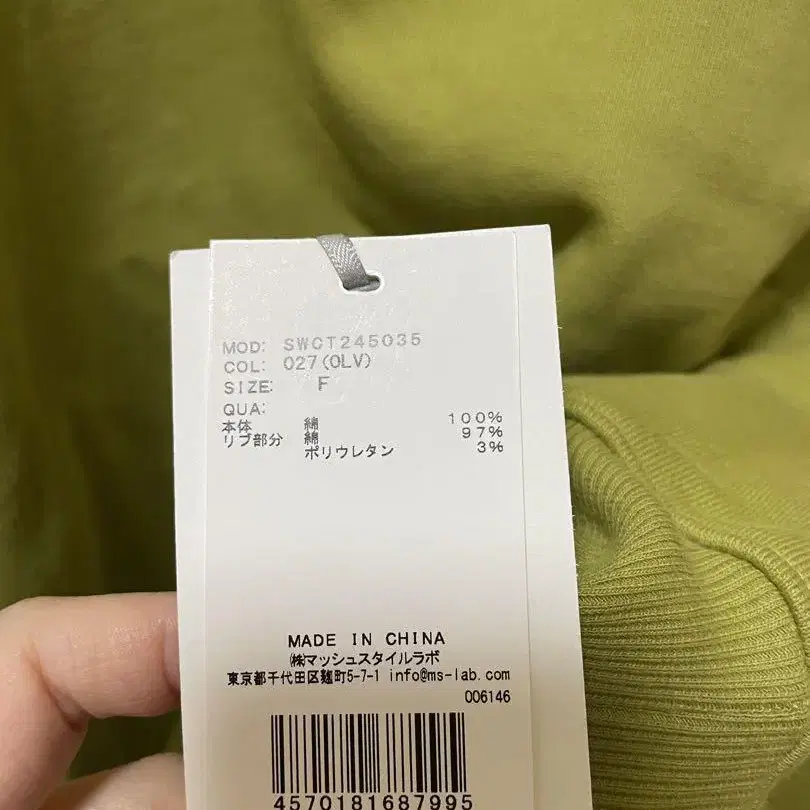 MOD: SWCT245035
COL: 027(OLV)
SIZE: F
QUA:
本体 綿 100%
リブ部分 綿 97%
ポリウレタン 3%
MADE IN CHINA
㈱マッシュスタイルラボ
東京都千代田区麹町5-7-1 info@ms-lab.com
006146
4570181687995